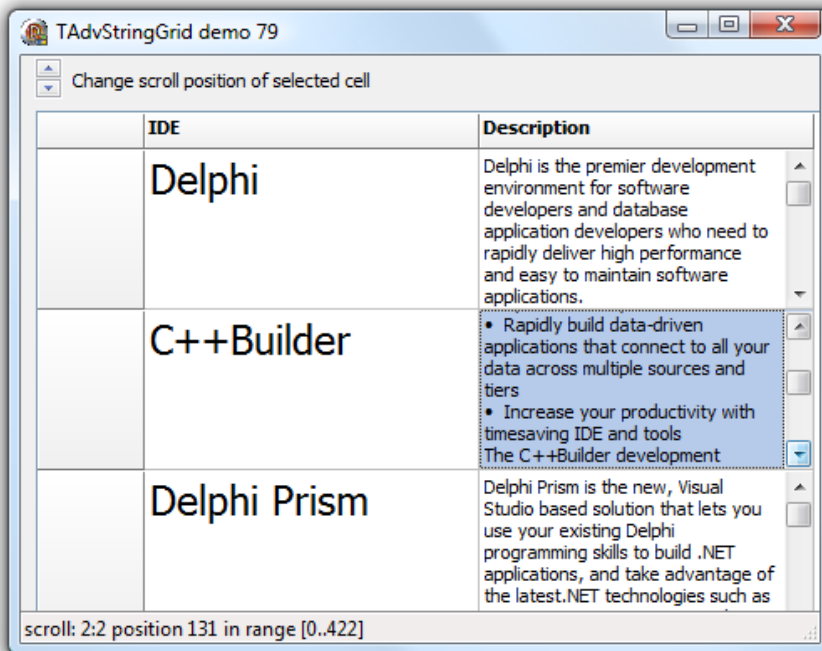 TAdvStringGrid demo 79
Change scroll position of selected cell
IDE
Description
Delphi
Delphi is the premier development
environment for software
developers and database
application developers who need to
rapidly deliver high performance
and easy to maintain software
applications.
C++Builder
• Rapidly build data-driven
applications that connect to all your
data across multiple sources and
tiers
• Increase your productivity with
timesaving IDE and tools
The C++Builder development
Delphi Prism
Delphi Prism is the new, Visual
Studio based solution that lets you
use your existing Delphi
programming skills to build .NET
applications, and take advantage of
the latest.NET technologies such as
scroll: 2:2 position 131 in range [0..422]